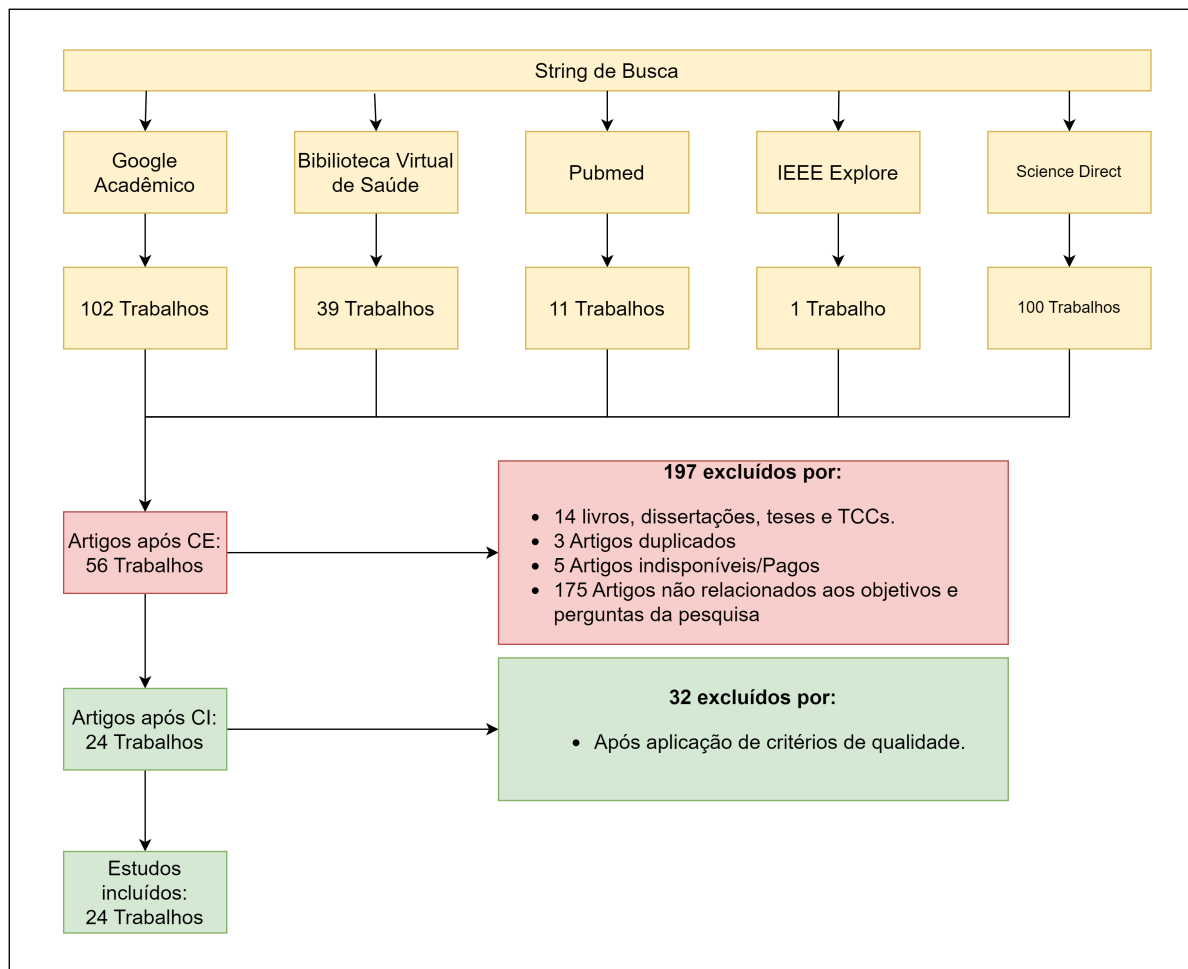 String de Busca
Google
Acadêmico
Bibilioteca Virtual
de Saúde
Pubmed
IEEE Explore
Science Direct
102 Trabalhos
39 Trabalhos
11 Trabalhos
1 Trabalho
100 Trabalhos
Artigos após CE:
56 Trabalhos
197 excluídos por:
• 14 livros, dissertações, teses e TCCs.
• 3 Artigos duplicados
• 5 Artigos indisponíveis/Pagos
• 175 Artigos não relacionados aos objetivos e
perguntas da pesquisa
Artigos após CI:
24 Trabalhos
32 excluídos por:
• Após aplicação de critérios de qualidade.
Estudos
incluídos:
24 Trabalhos